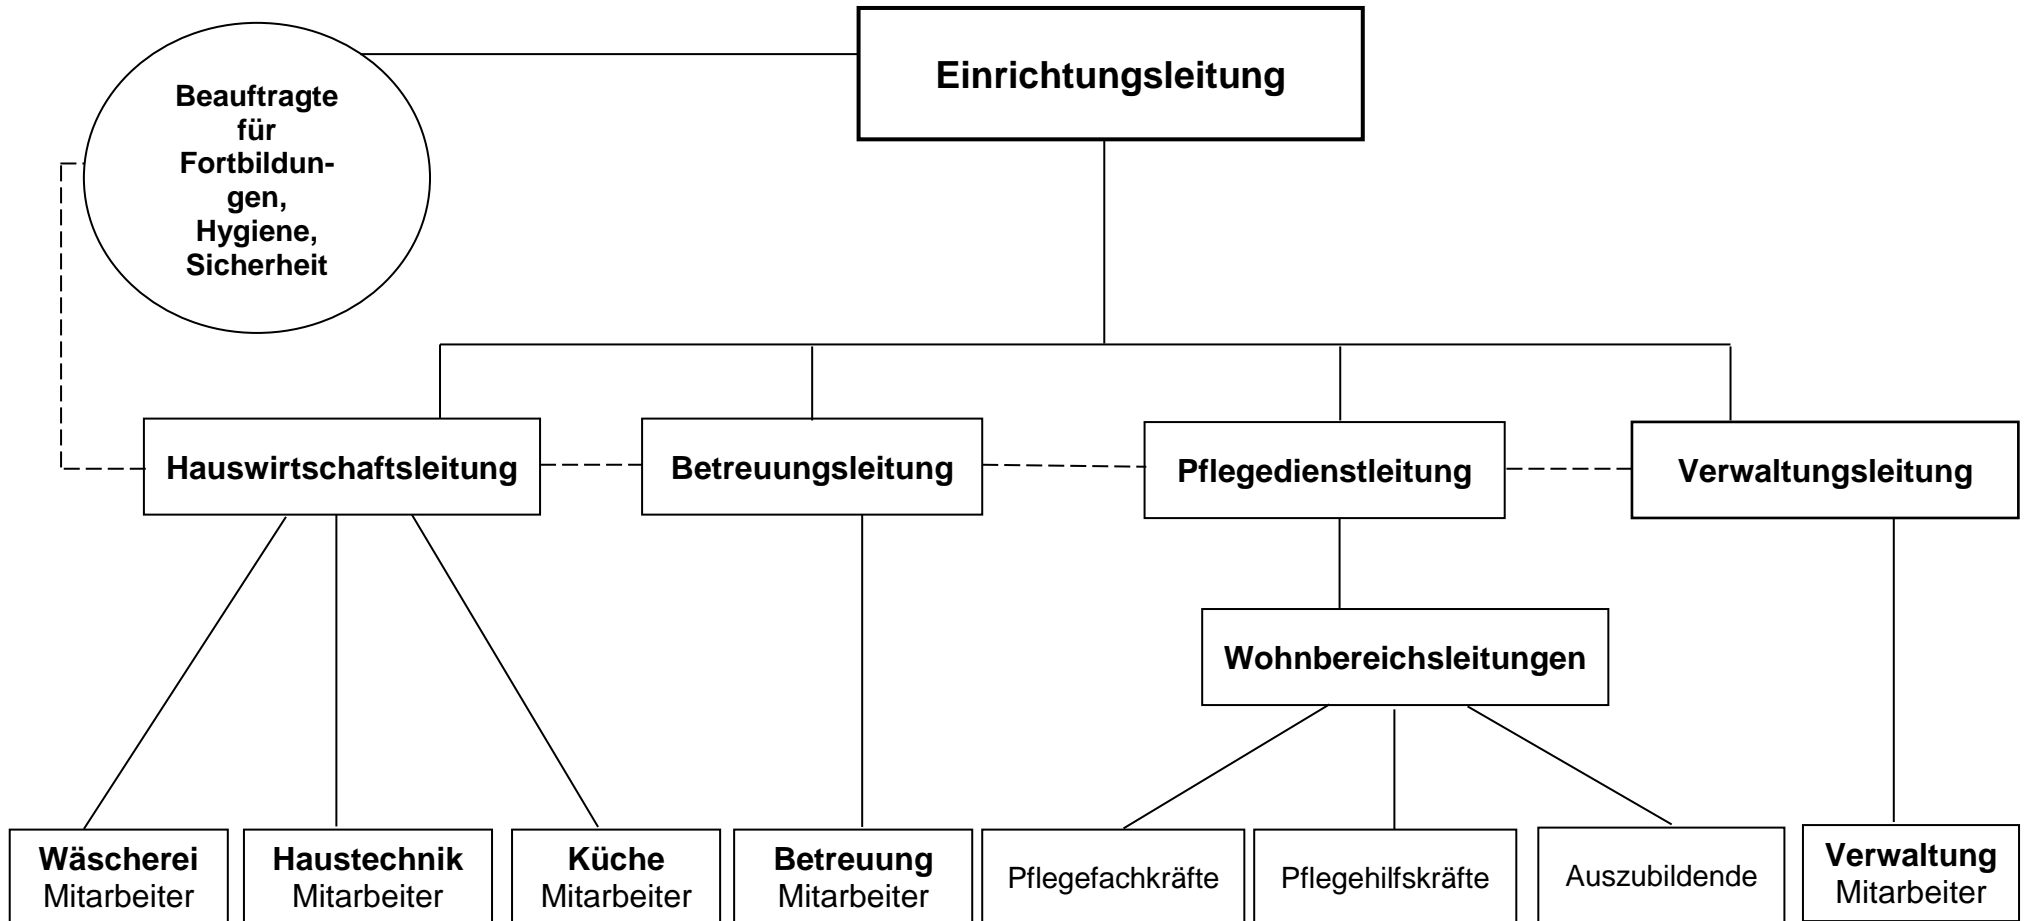 Einrichtungsleitung
Beauftragte
für
Fortbildun-
gen,
Hygiene,
Sicherheit
Hauswirtschaftsleitung
Betreuungsleitung
Pflegedienstleitung
Verwaltungsleitung
Wohnbereichsleitungen
Wäscherei
Mitarbeiter
Haustechnik
Mitarbeiter
Küche
Mitarbeiter
Betreuung
Mitarbeiter
Pflegefachkräfte
Pflegehilfskräfte
Auszubildende
Verwaltung
Mitarbeiter